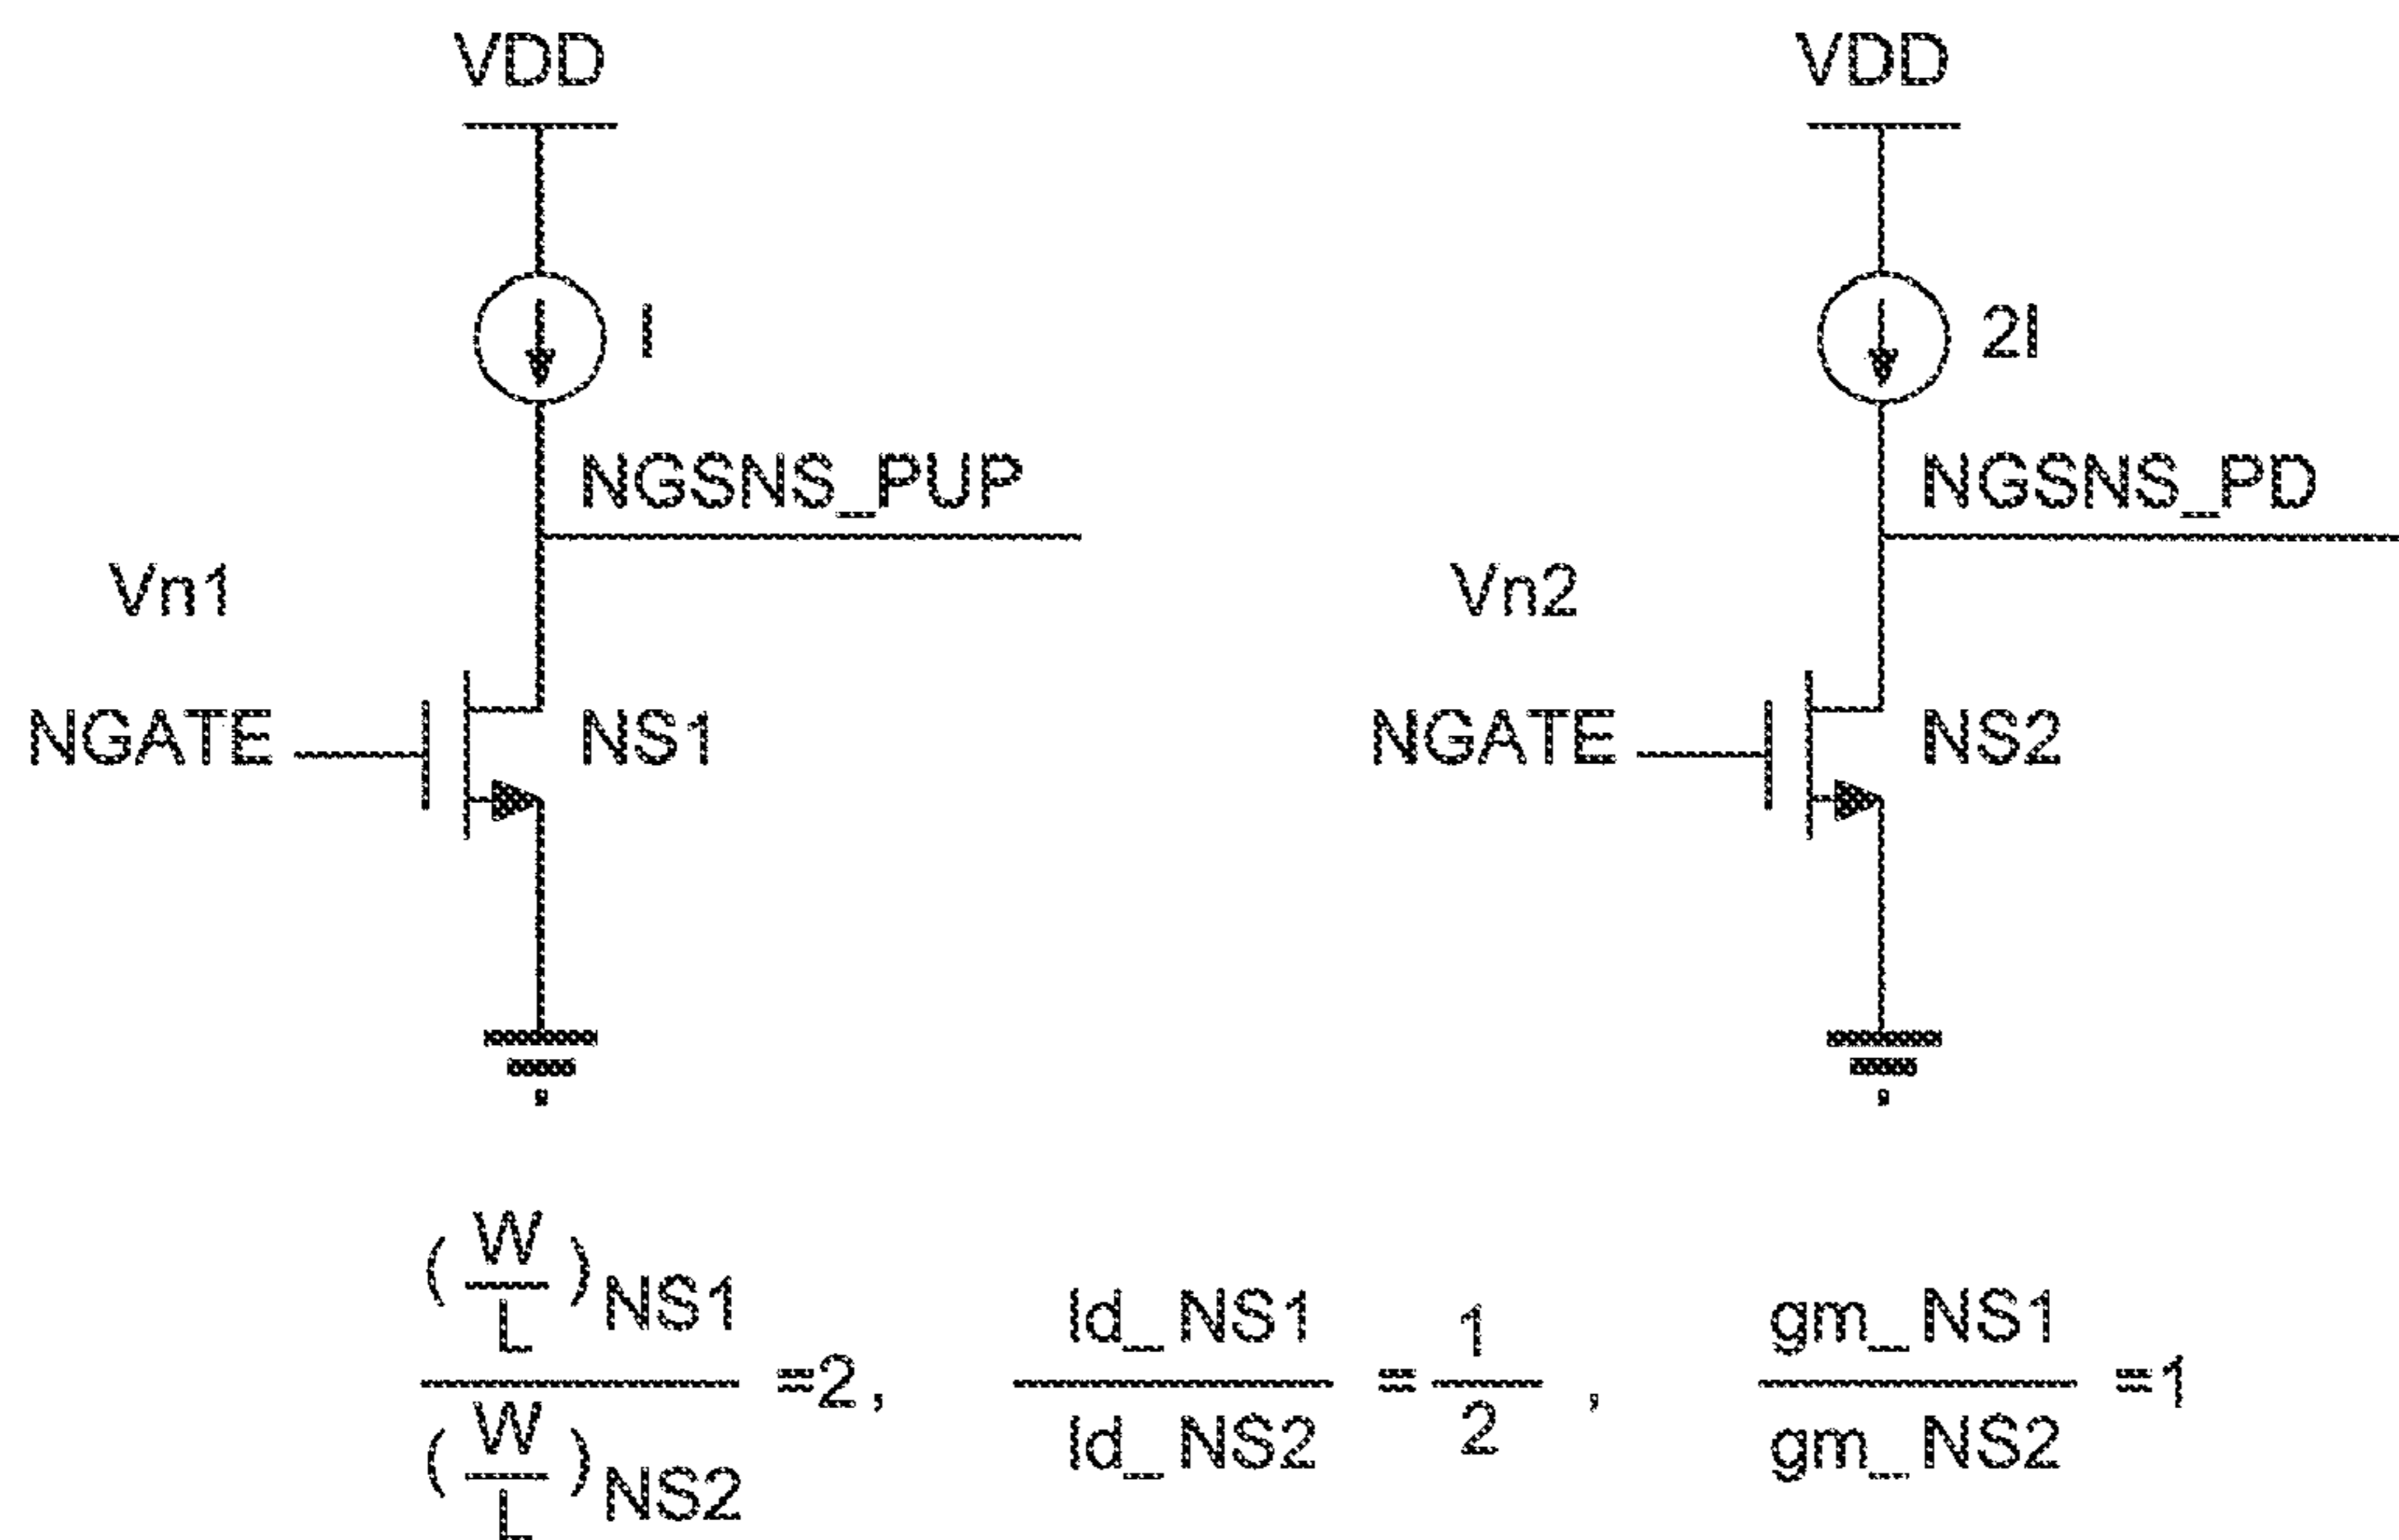 VDD VDD
I 2I
NGSNS_PUP NGSNS_PD
Vn1 Vn2
NGATE NS1 NGATE NS2
(W/L)NS1 / (W/L)NS2 =2, Id_NS1 / Id_NS2 = 1/2 , gm_NS1 / gm_NS2 =1